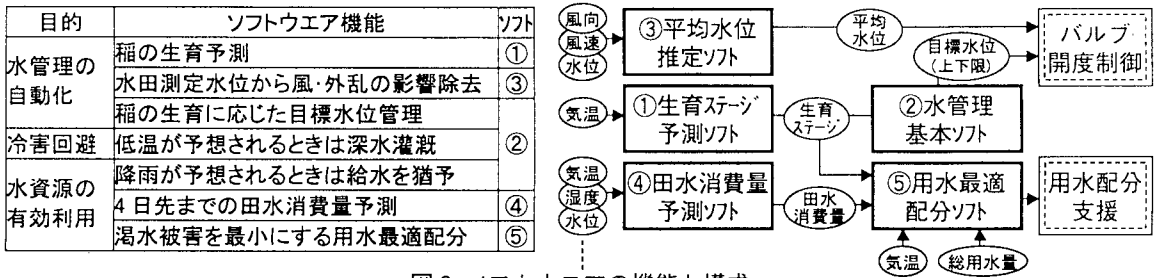 目的 ソフトウエア機能 ソフト
水管理の自動化 稲の生育予測 ①
水田測定水位から風・外乱の影響除去 ③
稲の生育に応じた目標水位管理 ②
冷害回避 低温が予想されるときは深水灌漑
水資源の有効利用 降雨が予想されるときは給水を猶予
4日先までの田水消費量予測 ④
渇水被害を最小にする用水最適配分 ⑤
風向
風速
水位
③平均水位
推定ソフト
平均
水位
目標水位
(上下限)
バルブ
開度制御
気温
①生育ステージ
予測ソフト
生育
ステージ
②水管理
基本ソフト
気温
湿度
水位
④田水消費量
予測ソフト
田水
消費量
⑤用水最適
配分ソフト
用水配分
支援
気温
総用水量